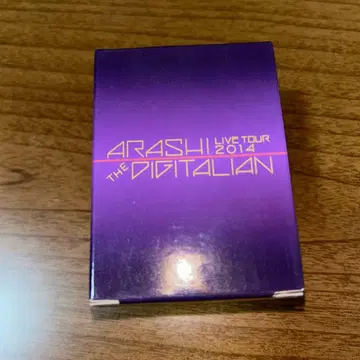 ARASHI LIVE TOUR 2014
THE DIGITALIAN